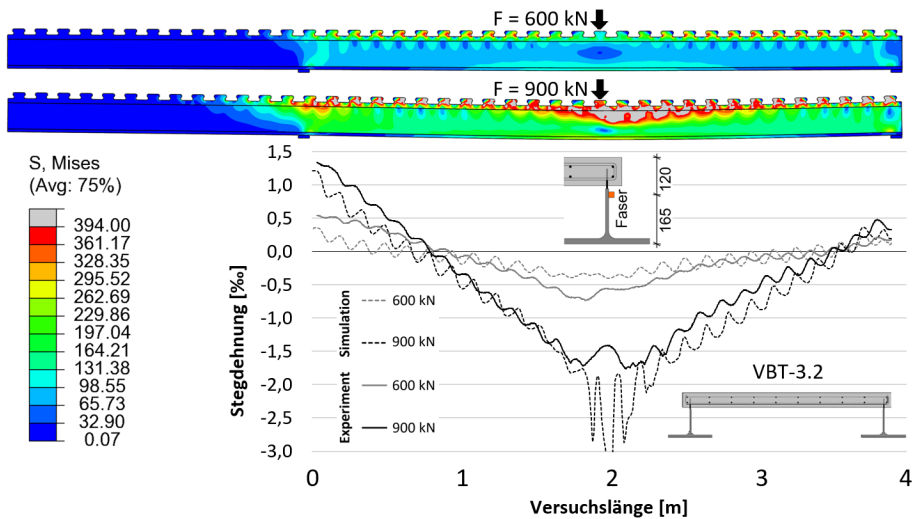 F = 600 kN
F = 900 kN
S, Mises
(Avg: 75%)
394.00
361.17
328.35
295.52
262.69
229.86
197.04
164.21
131.38
98.55
65.73
32.90
0.07
Stegdehnung [‰]
1,5
1,0
0,5
0,0
-0,5
-1,0
-1,5
-2,0
-2,5
-3,0
Faser
120
165
Simulation
600 kN
900 kN
Experiment
600 kN
900 kN
VBT-3.2
0
1
2
3
4
Versuchslänge [m]